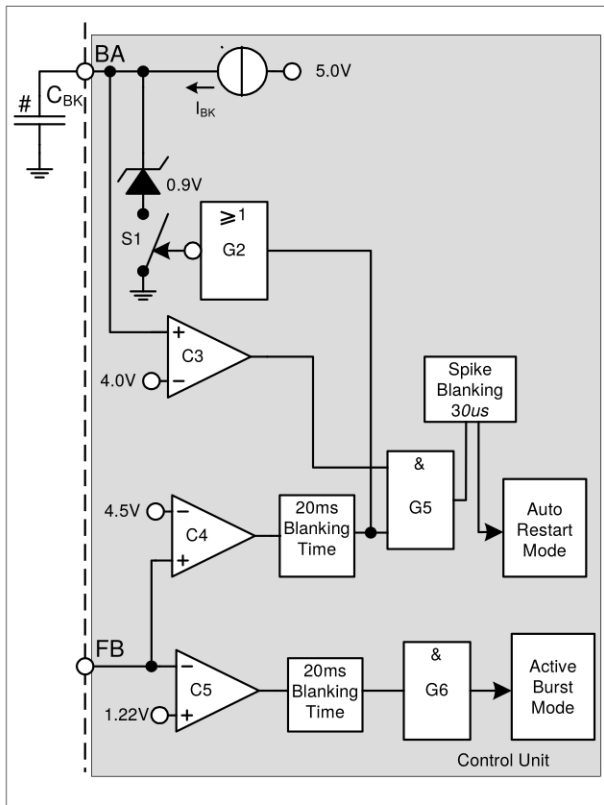 BA
5.0V
# CBK
IBK
0.9V
⩾1
S1
G2
+
C3
4.0V
−
Spike
Blanking
30us
&
G5
4.5V
−
C4
+
20ms
Blanking
Time
Auto
Restart
Mode
FB
−
C5
1.22V
+
20ms
Blanking
Time
&
G6
Active
Burst
Mode
Control Unit